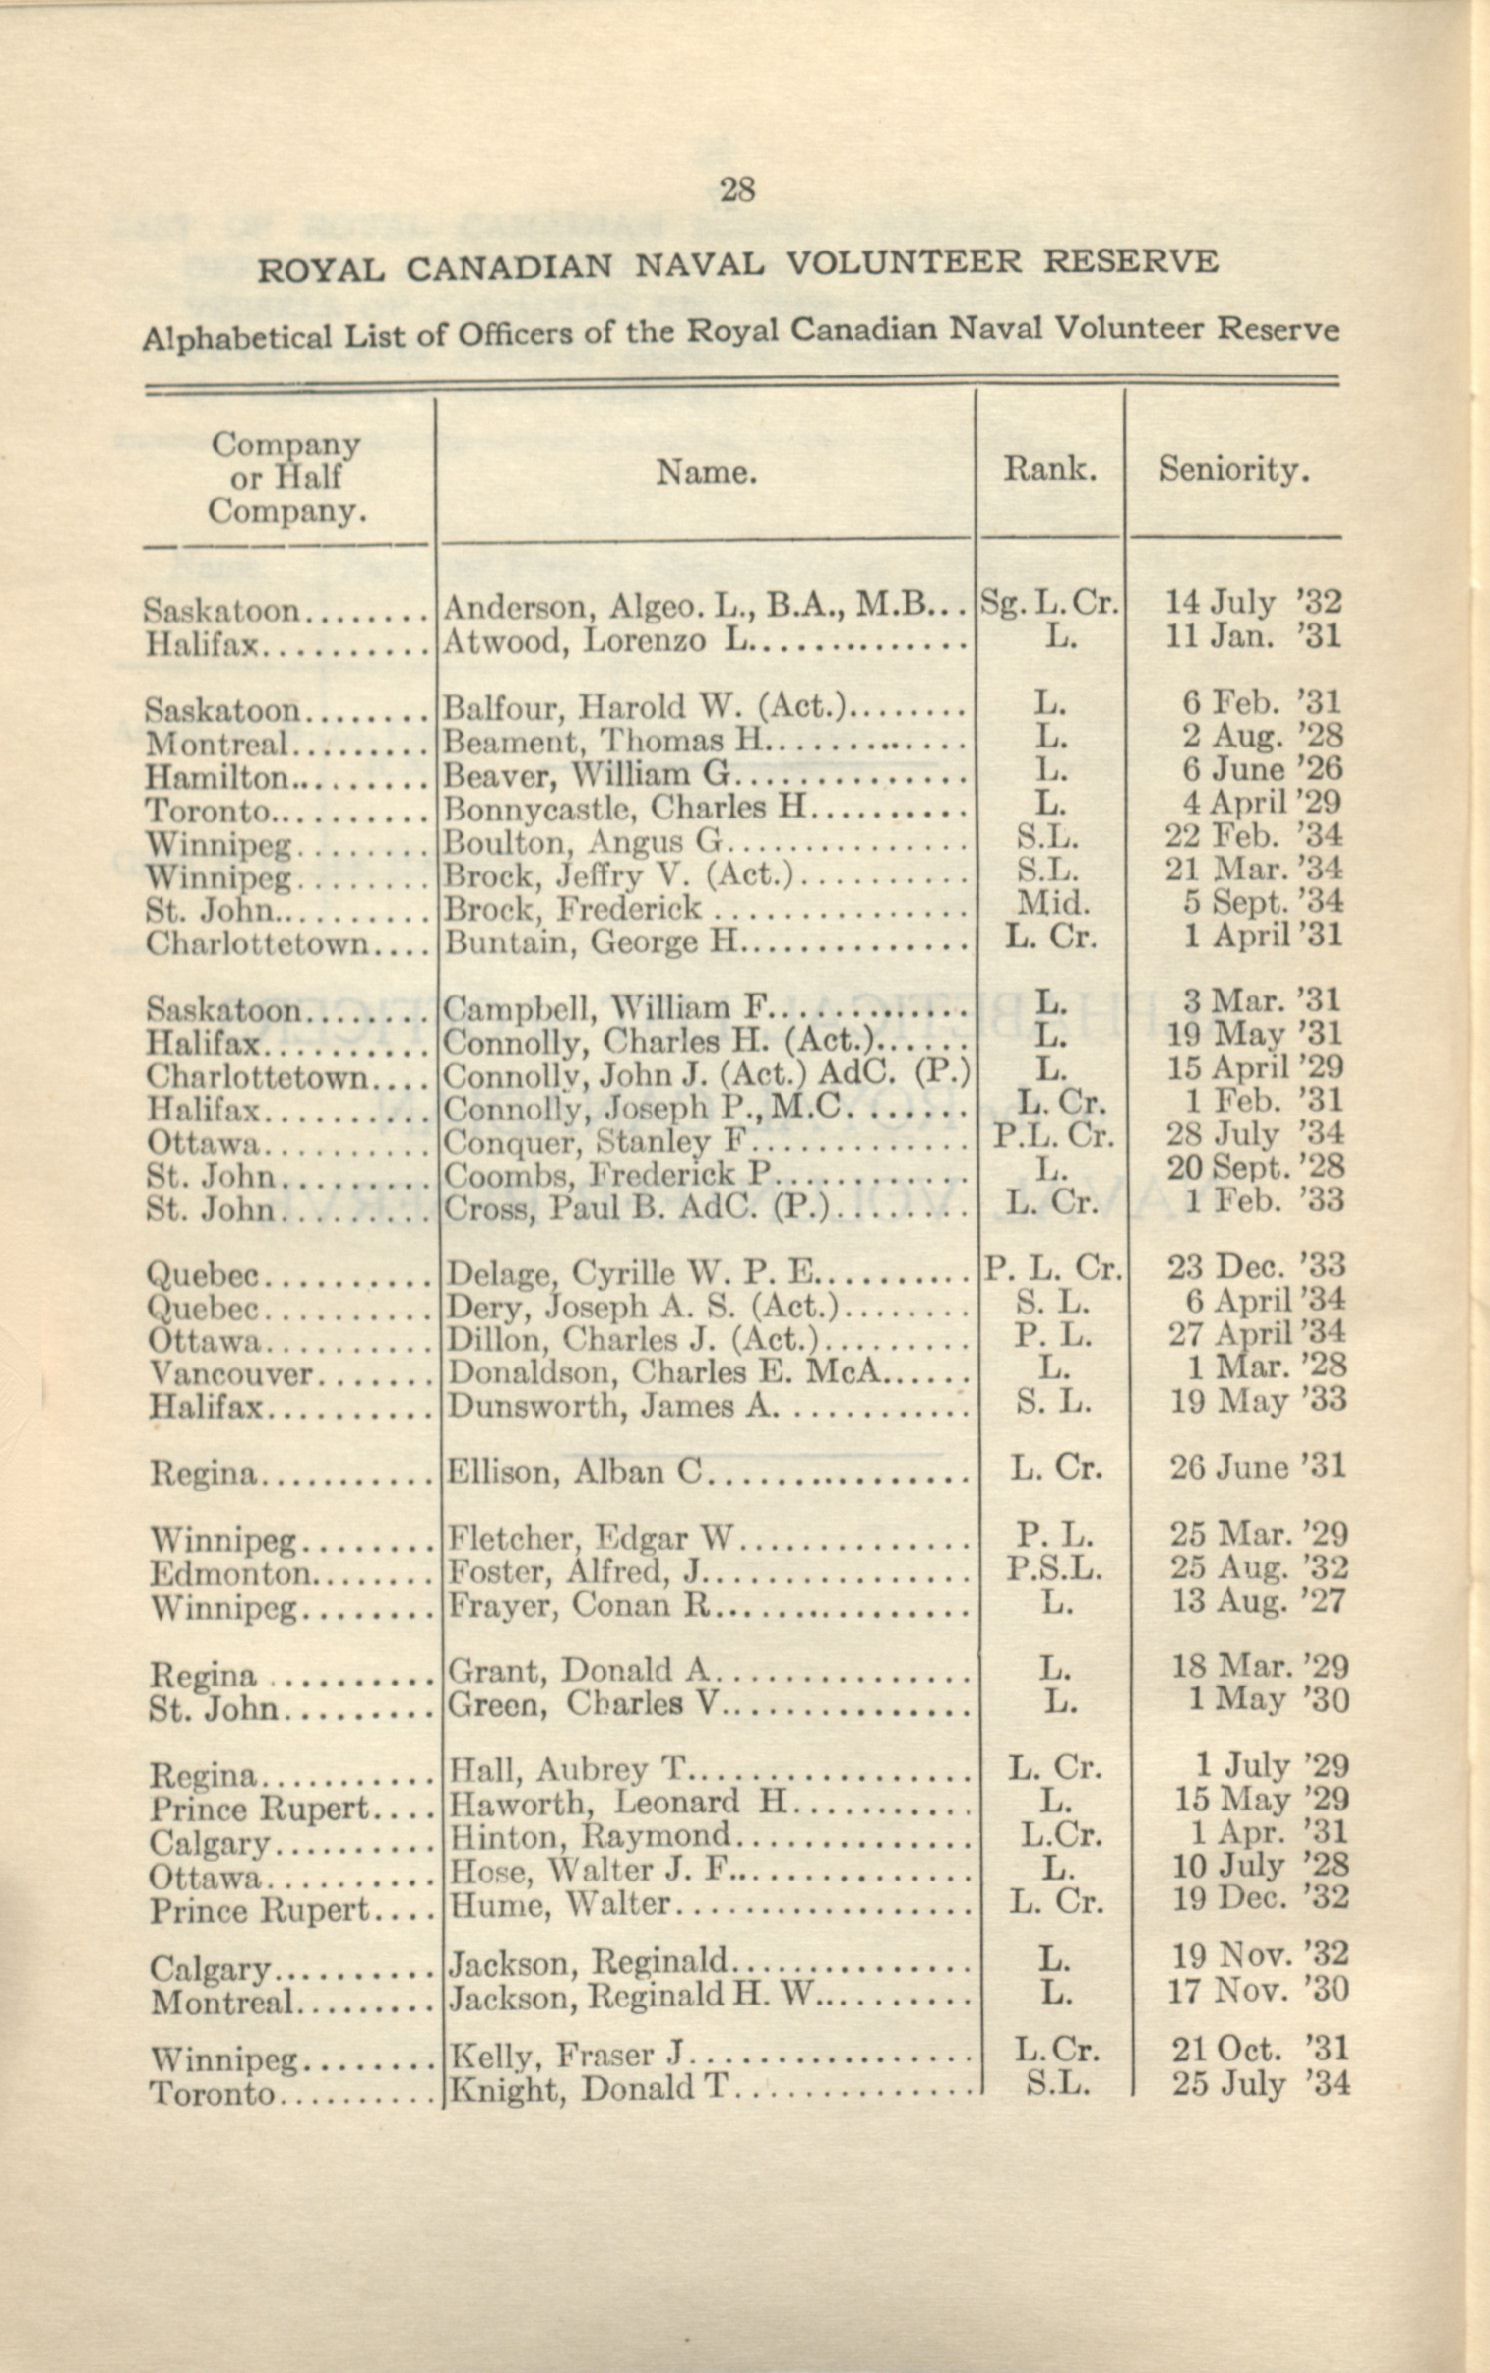 28
ROYAL CANADIAN NAVAL VOLUNTEER RESERVE
Alphabetical List of Officers of the Royal Canadian Naval Volunteer Reserve
Company or Half Company. Name. Rank. Seniority.
Saskatoon........ Anderson, Algeo. L., B.A., M.B... Sg. L. Cr. 14 July '32
Halifax.......... Atwood, Lorenzo L.............. L. 11 Jan. '31
Saskatoon........ Balfour, Harold W. (Act.)........ L. 6 Feb. '31
Montreal......... Beament, Thomas H............. L. 2 Aug. '28
Hamilton......... Beaver, William G............... L. 6 June '26
Toronto.......... Bonnycastle, Charles H.......... L. 4 April '29
Winnipeg........ Boulton, Angus G............... S.L. 22 Feb. '34
Winnipeg........ Brock, Jeffry V. (Act.)........... S.L. 21 Mar. '34
St. John.......... Brock, Frederick ................ Mid. 5 Sept. '34
Charlottetown.... Buntain, George H............... L. Cr. 1 April '31
Saskatoon........ Campbell, William F............. L. 3 Mar. '31
Halifax.......... Connolly, Charles H. (Act.)...... L. 19 May '31
Charlottetown.... Connolly, John J. (Act.) AdC. (P.) L. 15 April '29
Halifax.......... Connolly, Joseph P., M.C. ....... L. Cr. 1 Feb. '31
Ottawa.......... Conquer, Stanley F.............. P.L. Cr. 28 July '34
St. John......... Coombs, Frederick P............. L. 20 Sept. '28
St. John......... Cross, Paul B. AdC. (P.)......... L. Cr. 1 Feb. '33
Quebec.......... Delage, Cyrille W. P. E........... P. L. Cr. 23 Dec. '33
Quebec.......... Dery, Joseph A. S. (Act.)........ S. L. 6 April '34
Ottawa.......... Dillon, Charles J. (Act.).......... P. L. 27 April '34
Vancouver....... Donaldson, Charles E. McA...... L. 1 Mar. '28
Halifax.......... Dunsworth, James A. ............ S. L. 19 May '33
Regina........... Ellison, Alban C................. L. Cr. 26 June '31
Winnipeg........ Fletcher, Edgar W............... P. L. 25 Mar. '29
Edmonton........ Foster, Alfred, J................. P.S.L. 25 Aug. '32
Winnipeg........ Frayer, Conan R................ L. 13 Aug. '27
Regina .......... Grant, Donald A................ L. 18 Mar. '29
St. John......... Green, Charles V................ L. 1 May '30
Regina........... Hall, Aubrey T.................. L. Cr. 1 July '29
Prince Rupert.... Haworth, Leonard H........... L. 15 May '29
Calgary.......... Hinton, Raymond............... L.Cr. 1 Apr. '31
Ottawa.......... Hose, Walter J. F............... L. 10 July '28
Prince Rupert.... Hume, Walter.................. L. Cr. 19 Dec. '32
Calgary.......... Jackson, Reginald............... L. 19 Nov. '32
Montreal......... Jackson, Reginald H. W.......... L. 17 Nov. '30
Winnipeg........ Kelly, Fraser J.................. L. Cr. 21 Oct. '31
Toronto.......... Knight, Donald T............... S.L. 25 July '34